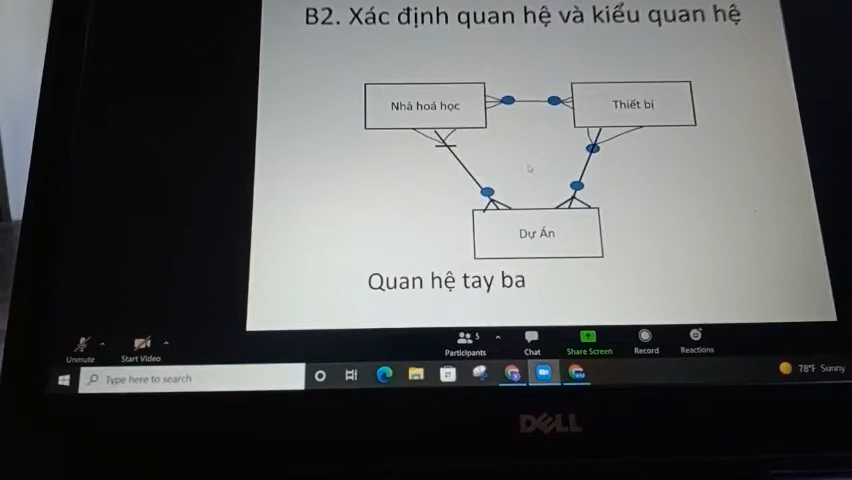 B2. Xác định quan hệ và kiểu quan hệ
Nhà hoá học
Thiết bị
Dự Án
Quan hệ tay ba
Unmute
Start Video
5
Participants
Chat
Share Screen
Record
Reactions
Type here to search
78°F Sunny
DELL